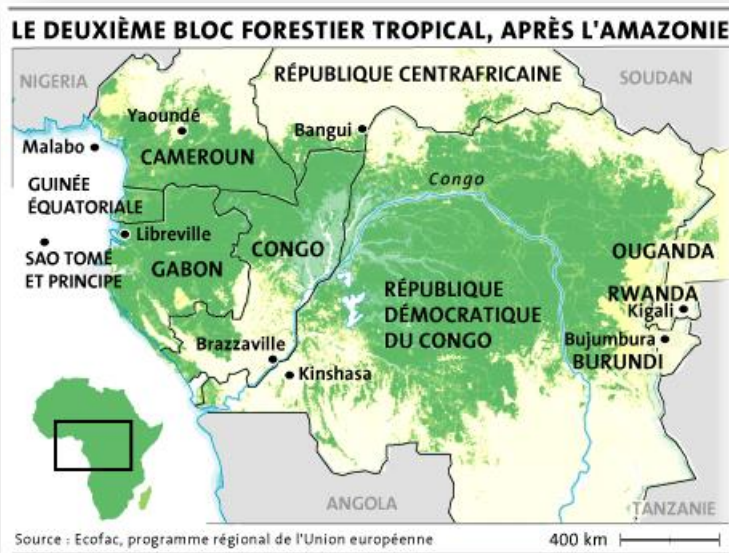 LE DEUXIÈME BLOC FORESTIER TROPICAL, APRÈS L'AMAZONIE
NIGERIA
RÉPUBLIQUE CENTRAFRICAINE
SOUDAN
Yaoundé
Bangui
Malabo
CAMEROUN
Congo
GUINÉE
ÉQUATORIALE
Libreville
CONGO
OUGANDA
SAO TOMÉ
ET PRINCIPE
GABON
RÉPUBLIQUE
DÉMOCRATIQUE
DU CONGO
RWANDA
Kigali
Brazzaville
Bujumbura
BURUNDI
Kinshasa
ANGOLA
TANZANIE
Source : Ecofac, programme régional de l'Union européenne
400 km